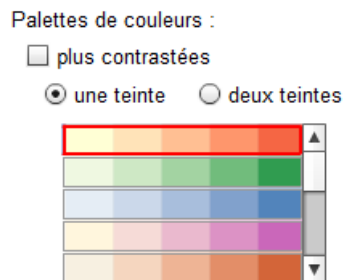 Palettes de couleurs :
plus contrastées
une teinte deux teintes